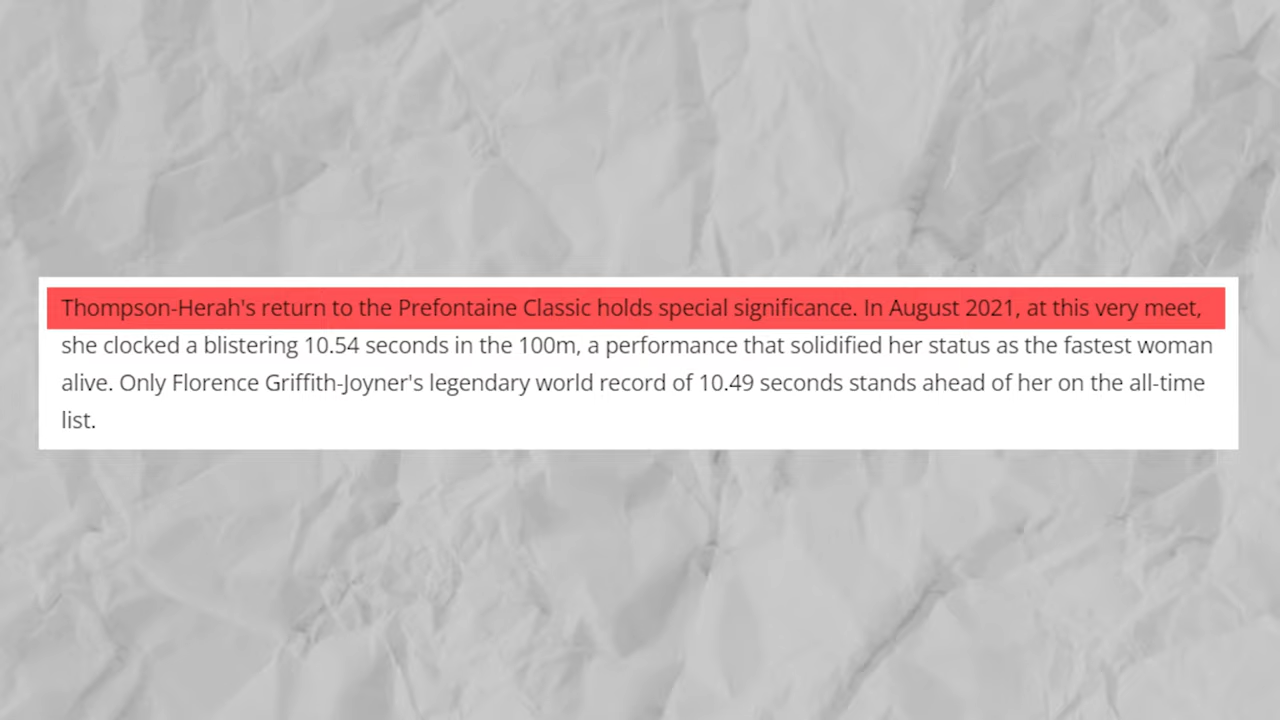 Thompson-Herah's return to the Prefontaine Classic holds special significance. In August 2021, at this very meet,
she clocked a blistering 10.54 seconds in the 100m, a performance that solidified her status as the fastest woman
alive. Only Florence Griffith-Joyner's legendary world record of 10.49 seconds stands ahead of her on the all-time
list.